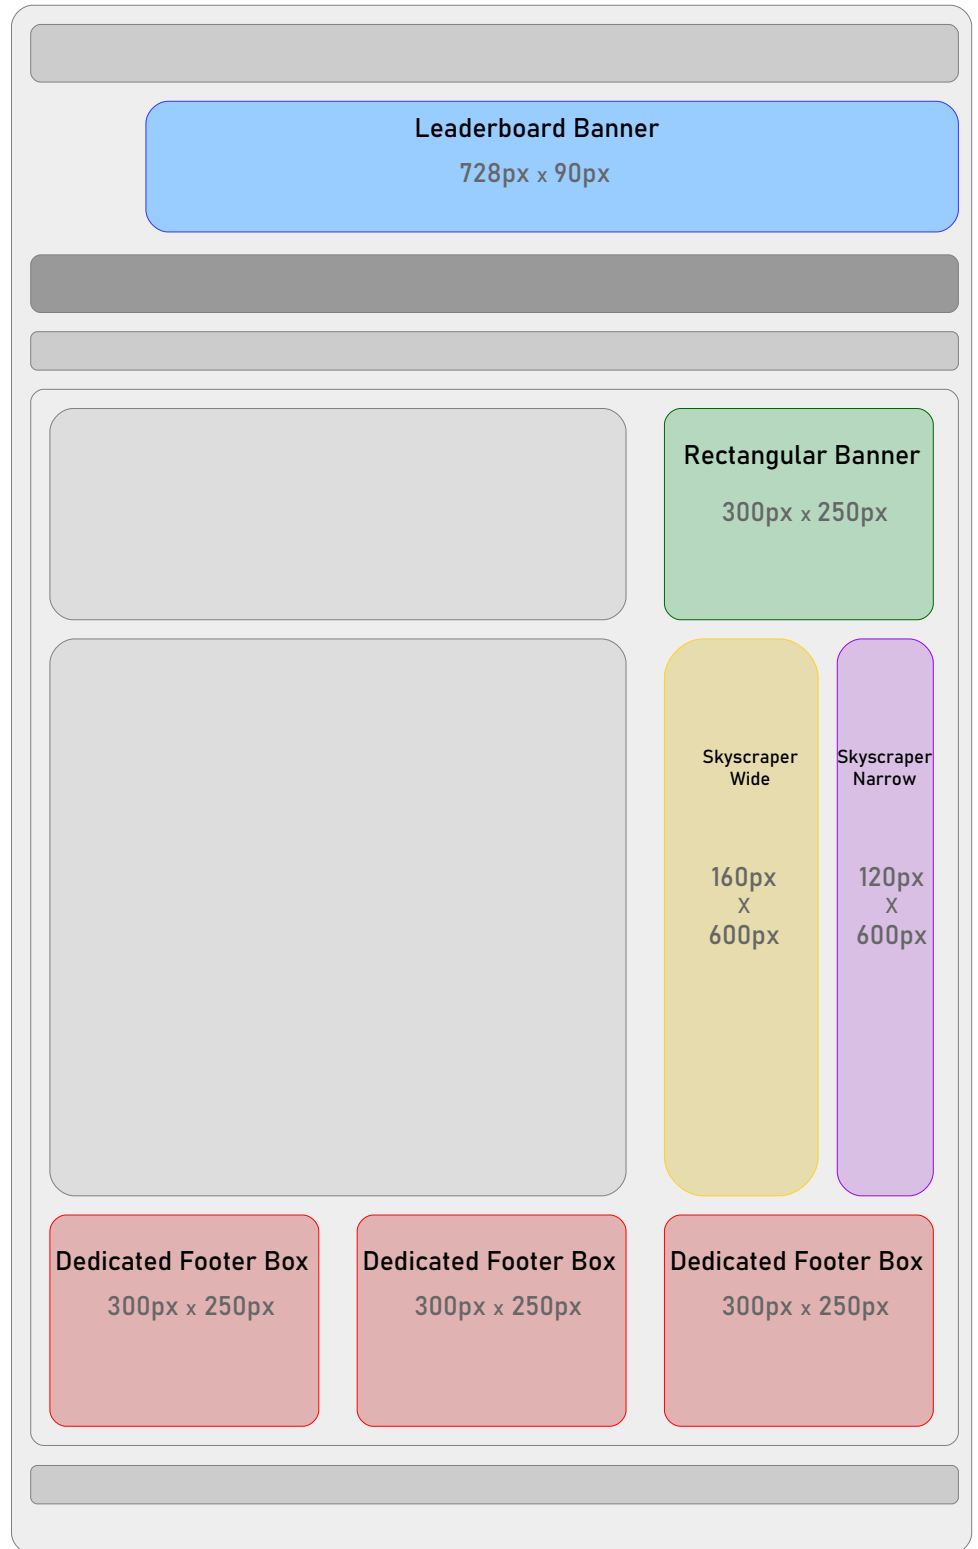 Leaderboard Banner
728px x 90px
Rectangular Banner
300px x 250px
Skyscraper
Wide
160px
X
600px
Skyscraper
Narrow
120px
X
600px
Dedicated Footer Box
300px x 250px
Dedicated Footer Box
300px x 250px
Dedicated Footer Box
300px x 250px